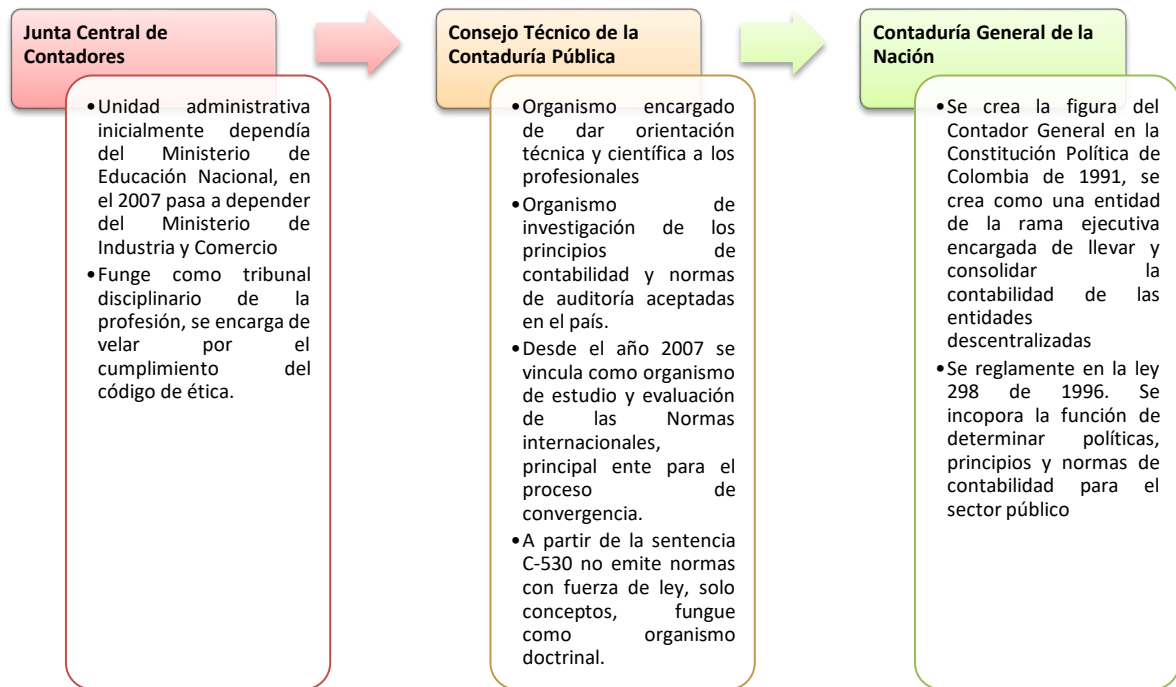 Junta Central de
Contadores
•Unidad administrativa
inicialmente dependía
del Ministerio de
Educación Nacional, en
el 2007 pasa a depender
del Ministerio de
Industria y Comercio
•Funge como tribunal
disciplinario de la
profesión, se encarga de
velar por el
cumplimiento del
código de ética.
Consejo Técnico de la
Contaduría Pública
•Organismo encargado
de dar orientación
técnica y científica a los
profesionales
•Organismo de
investigación de los
principios de
contabilidad y normas
de auditoría aceptadas
en el país.
•Desde el año 2007 se
vincula como organismo
de estudio y evaluación
de las Normas
internacionales,
principal ente para el
proceso de
convergencia.
•A partir de la sentencia
C-530 no emite normas
con fuerza de ley, solo
conceptos, fungue
como organismo
doctrinal.
Contaduría General de la
Nación
•Se crea la figura del
Contador General en la
Constitución Política de
Colombia de 1991, se
crea como una entidad
de la rama ejecutiva
encargada de llevar y
consolidar la
contabilidad de las
entidades
descentralizadas
•Se reglamente en la ley
298 de 1996. Se
incopora la función de
determinar políticas,
principios y normas de
contabilidad para el
sector público